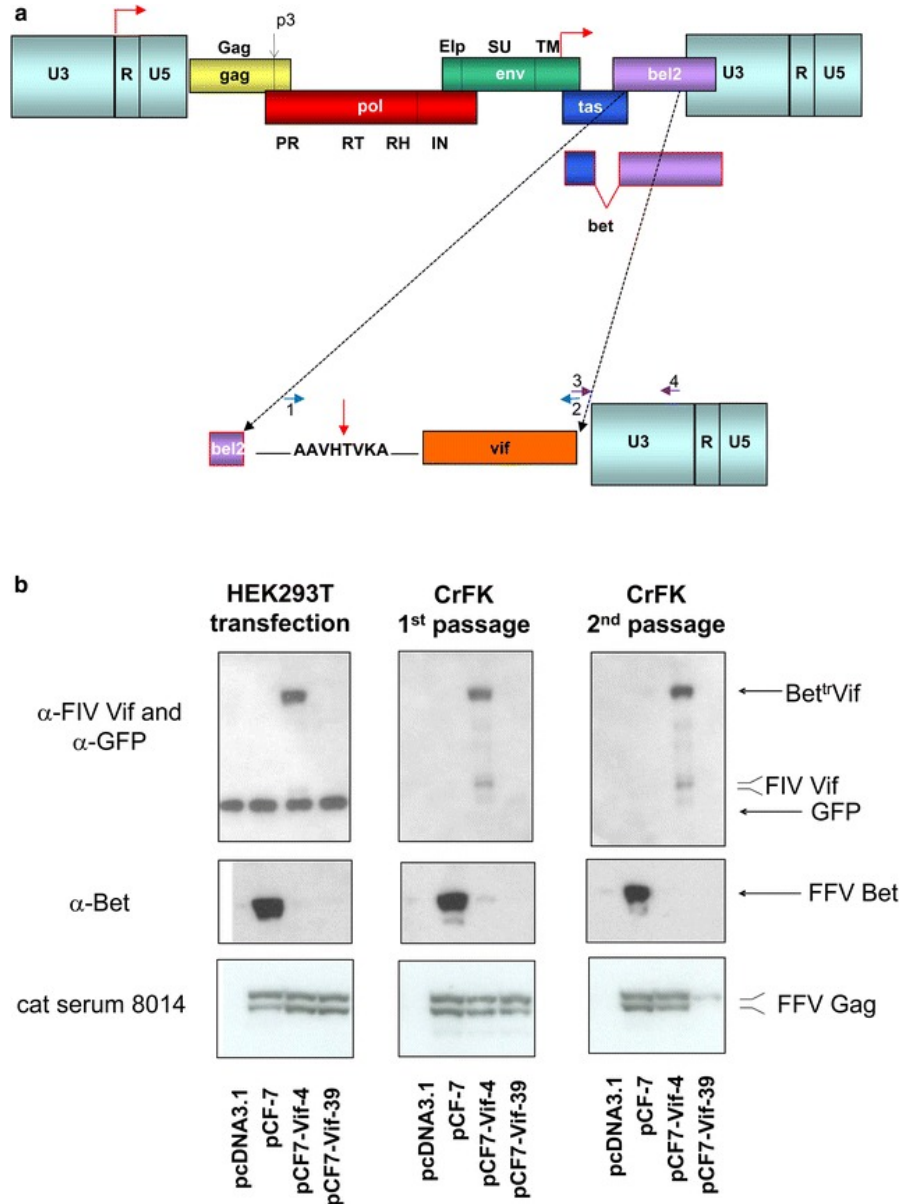 a
p3
Gag
Elp SU TM
U3 R U5 gag env bel2 U3 R U5
pol tas
PR RT RH IN
bet
1 3 4
2
bel2 AAVHTVKA vif U3 R U5
b
HEK293T
transfection
CrFK
1st passage
CrFK
2nd passage
α-FIV Vif and
α-GFP
BettrVif
FIV Vif
GFP
α-Bet
FFV Bet
cat serum 8014
FFV Gag
pcDNA3.1
pCF-7
pCF7-Vif-4
pCF7-Vif-39
pcDNA3.1
pCF-7
pCF7-Vif-4
pCF7-Vif-39
pcDNA3.1
pCF-7
pCF7-Vif-4
pCF7-Vif-39